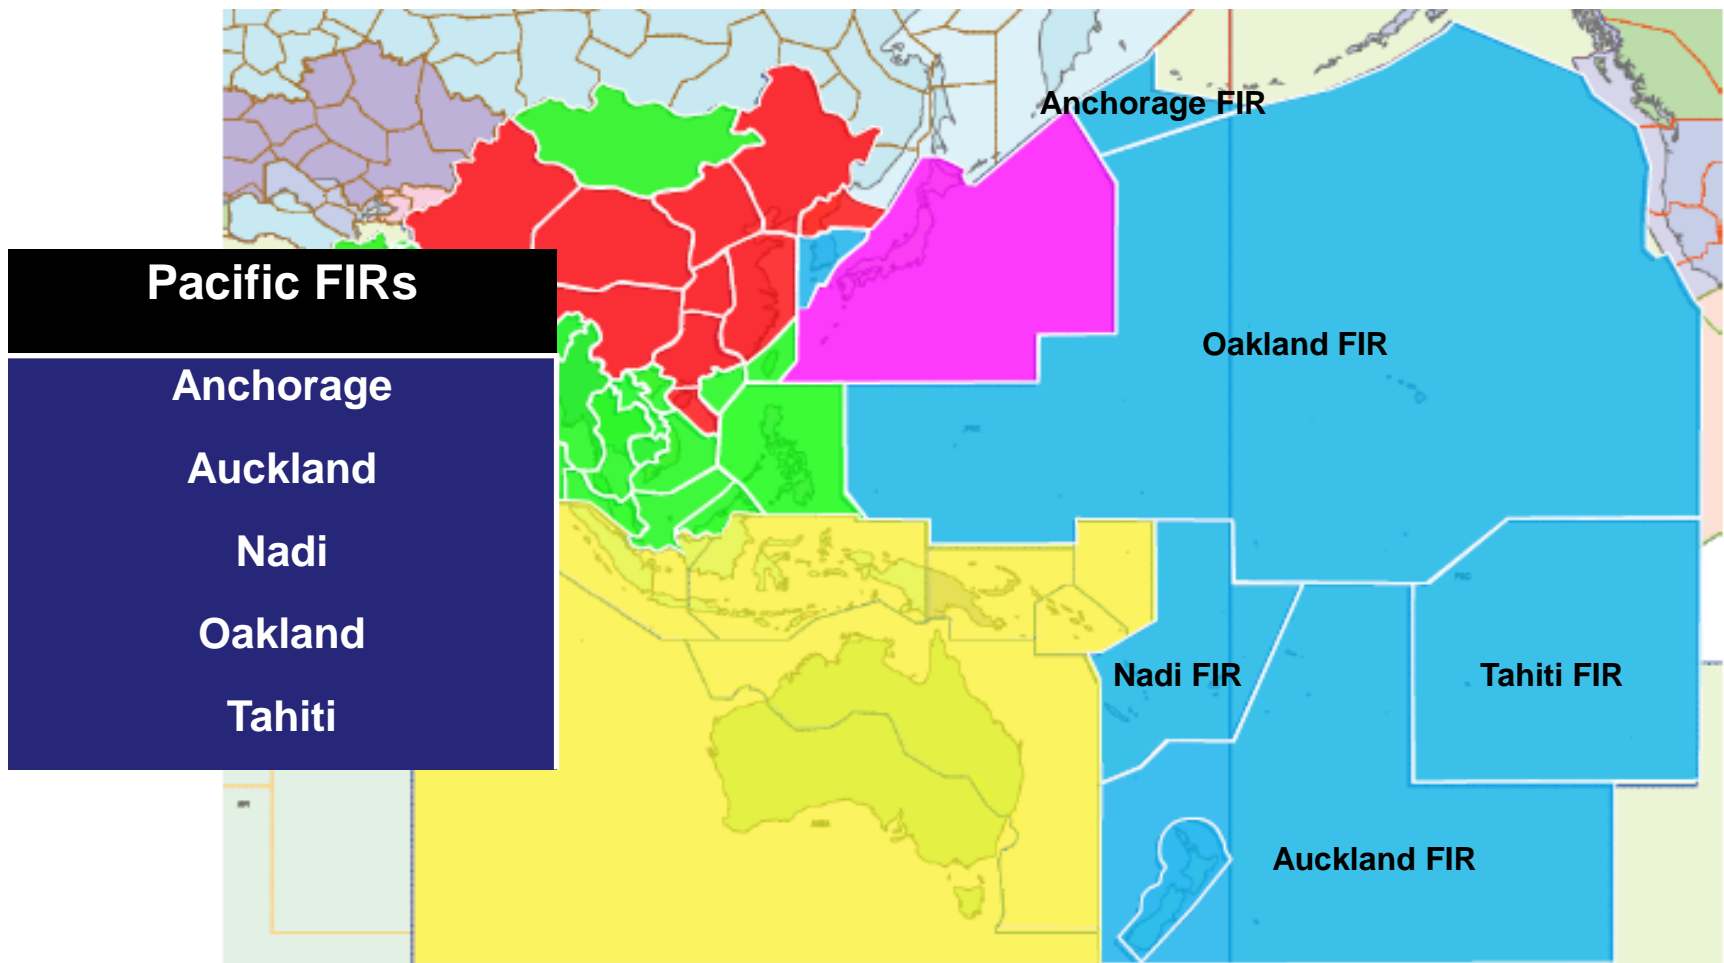 Pacific FIRs
Anchorage
Auckland
Nadi
Oakland
Tahiti
Anchorage FIR
Oakland FIR
Nadi FIR
Tahiti FIR
Auckland FIR